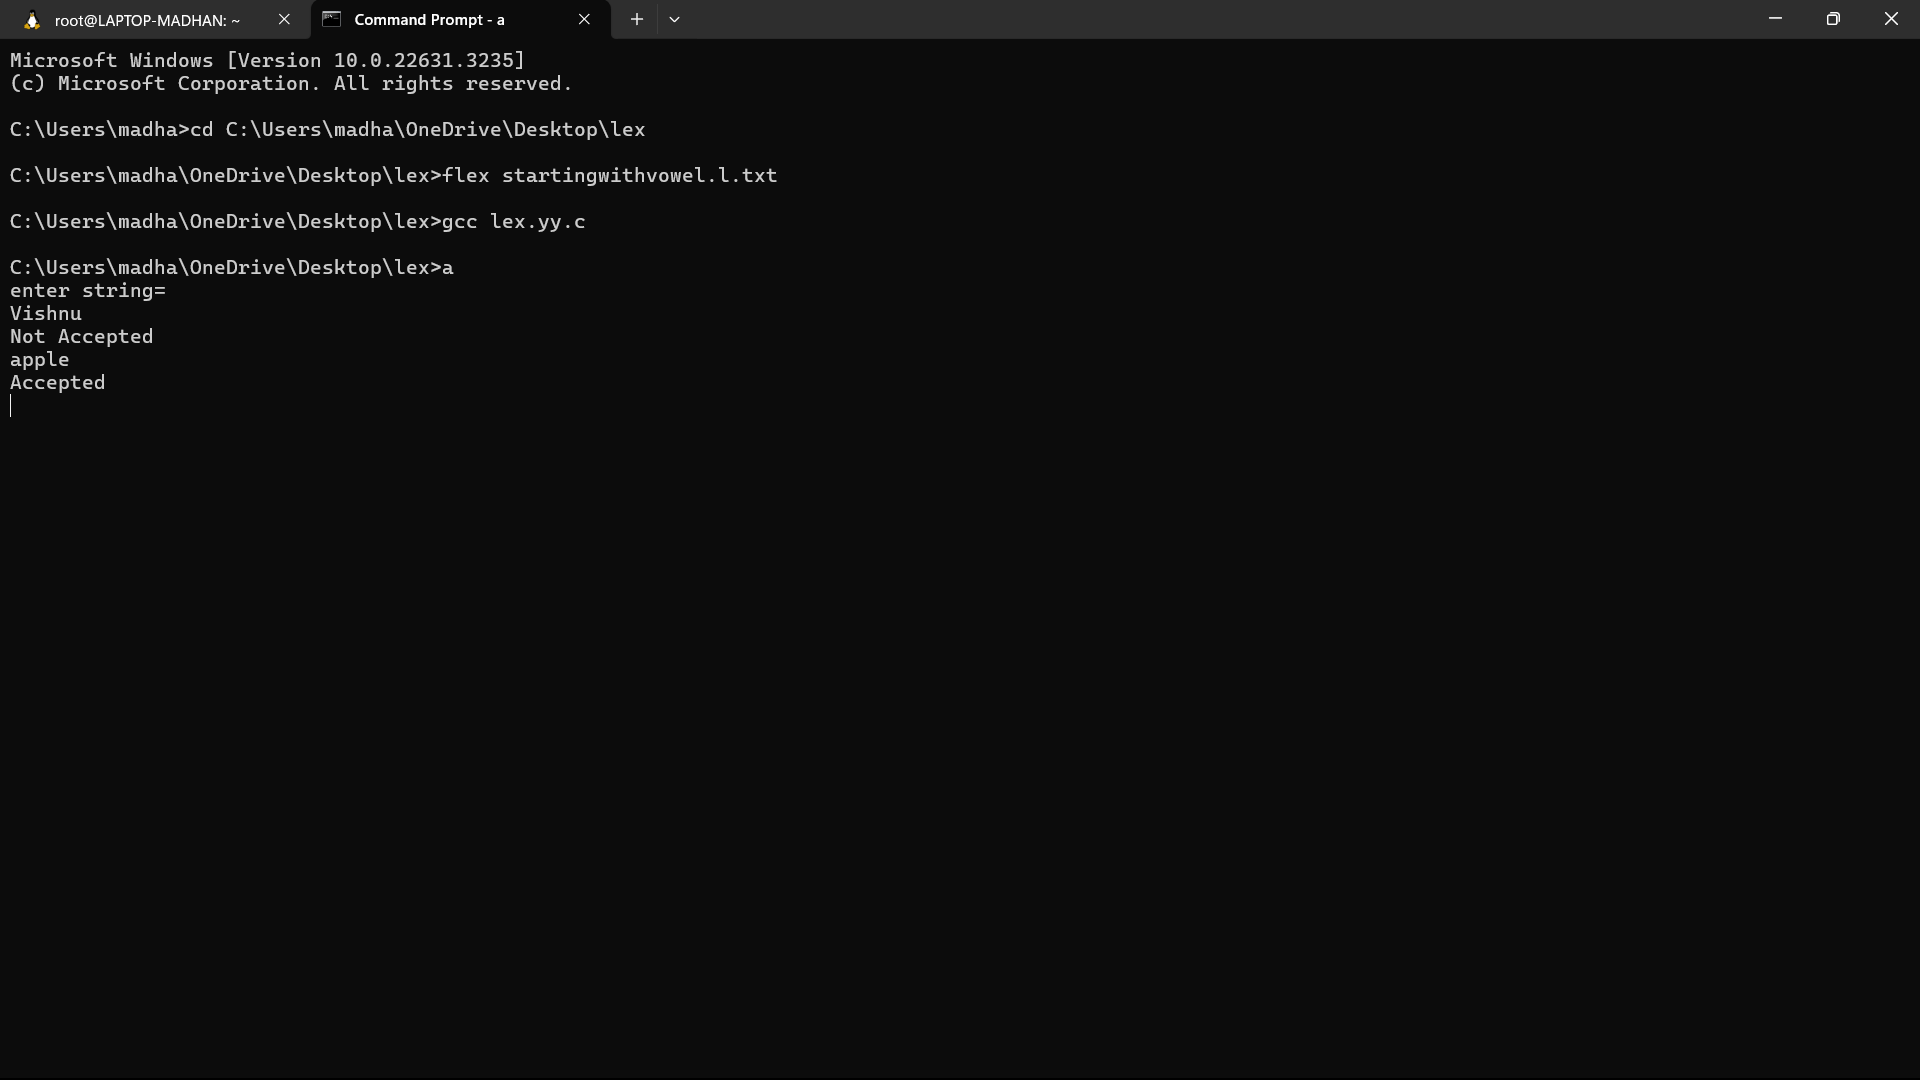 root@LAPTOP-MADHAN: ~
Command Prompt - a
Microsoft Windows [Version 10.0.22631.3235]
(c) Microsoft Corporation. All rights reserved.
C:\Users\madha>cd C:\Users\madha\OneDrive\Desktop\lex
C:\Users\madha\OneDrive\Desktop\lex>flex startingwithvowel.l.txt
C:\Users\madha\OneDrive\Desktop\lex>gcc lex.yy.c
C:\Users\madha\OneDrive\Desktop\lex>a
enter string=
Vishnu
Not Accepted
apple
Accepted